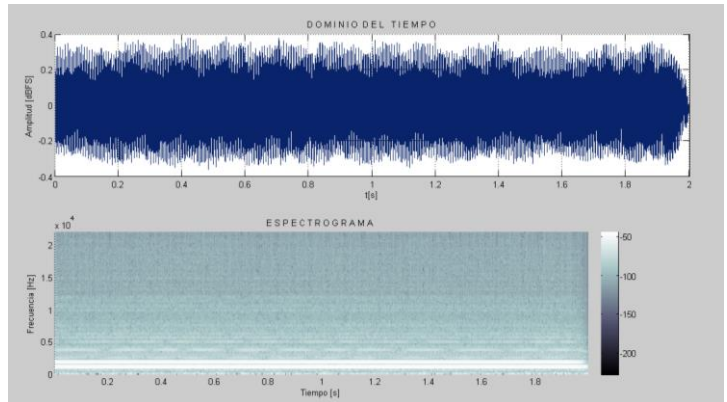 DOMINIO DEL TIEMPO
0.4
0.2
0
-0.2
-0.4
Amplitud [dBFS]
0 0.2 0.4 0.6 0.8 1 1.2 1.4 1.6 1.8 2
t[s]
ESPECTROGRAMA
x 10^4
2
1.5
1
0.5
0
Frecuencia [Hz]
0.2 0.4 0.6 0.8 1 1.2 1.4 1.6 1.8
Tiempo [s]
-50
-100
-150
-200